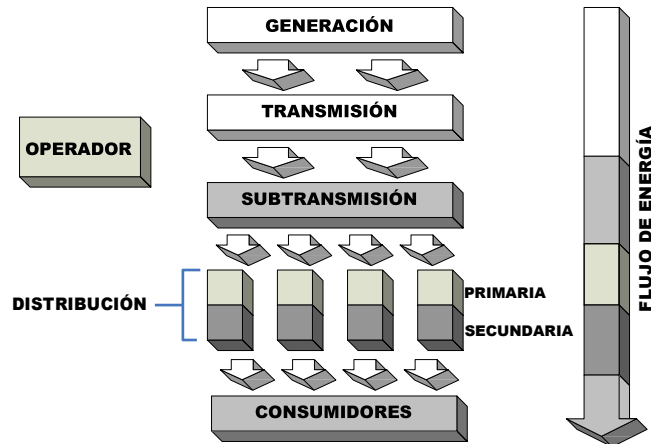 GENERACIÓN
TRANSMISIÓN
OPERADOR
SUBTRANSMISIÓN
DISTRIBUCIÓN
PRIMARIA
SECUNDARIA
CONSUMIDORES
FLUJO DE ENERGÍA